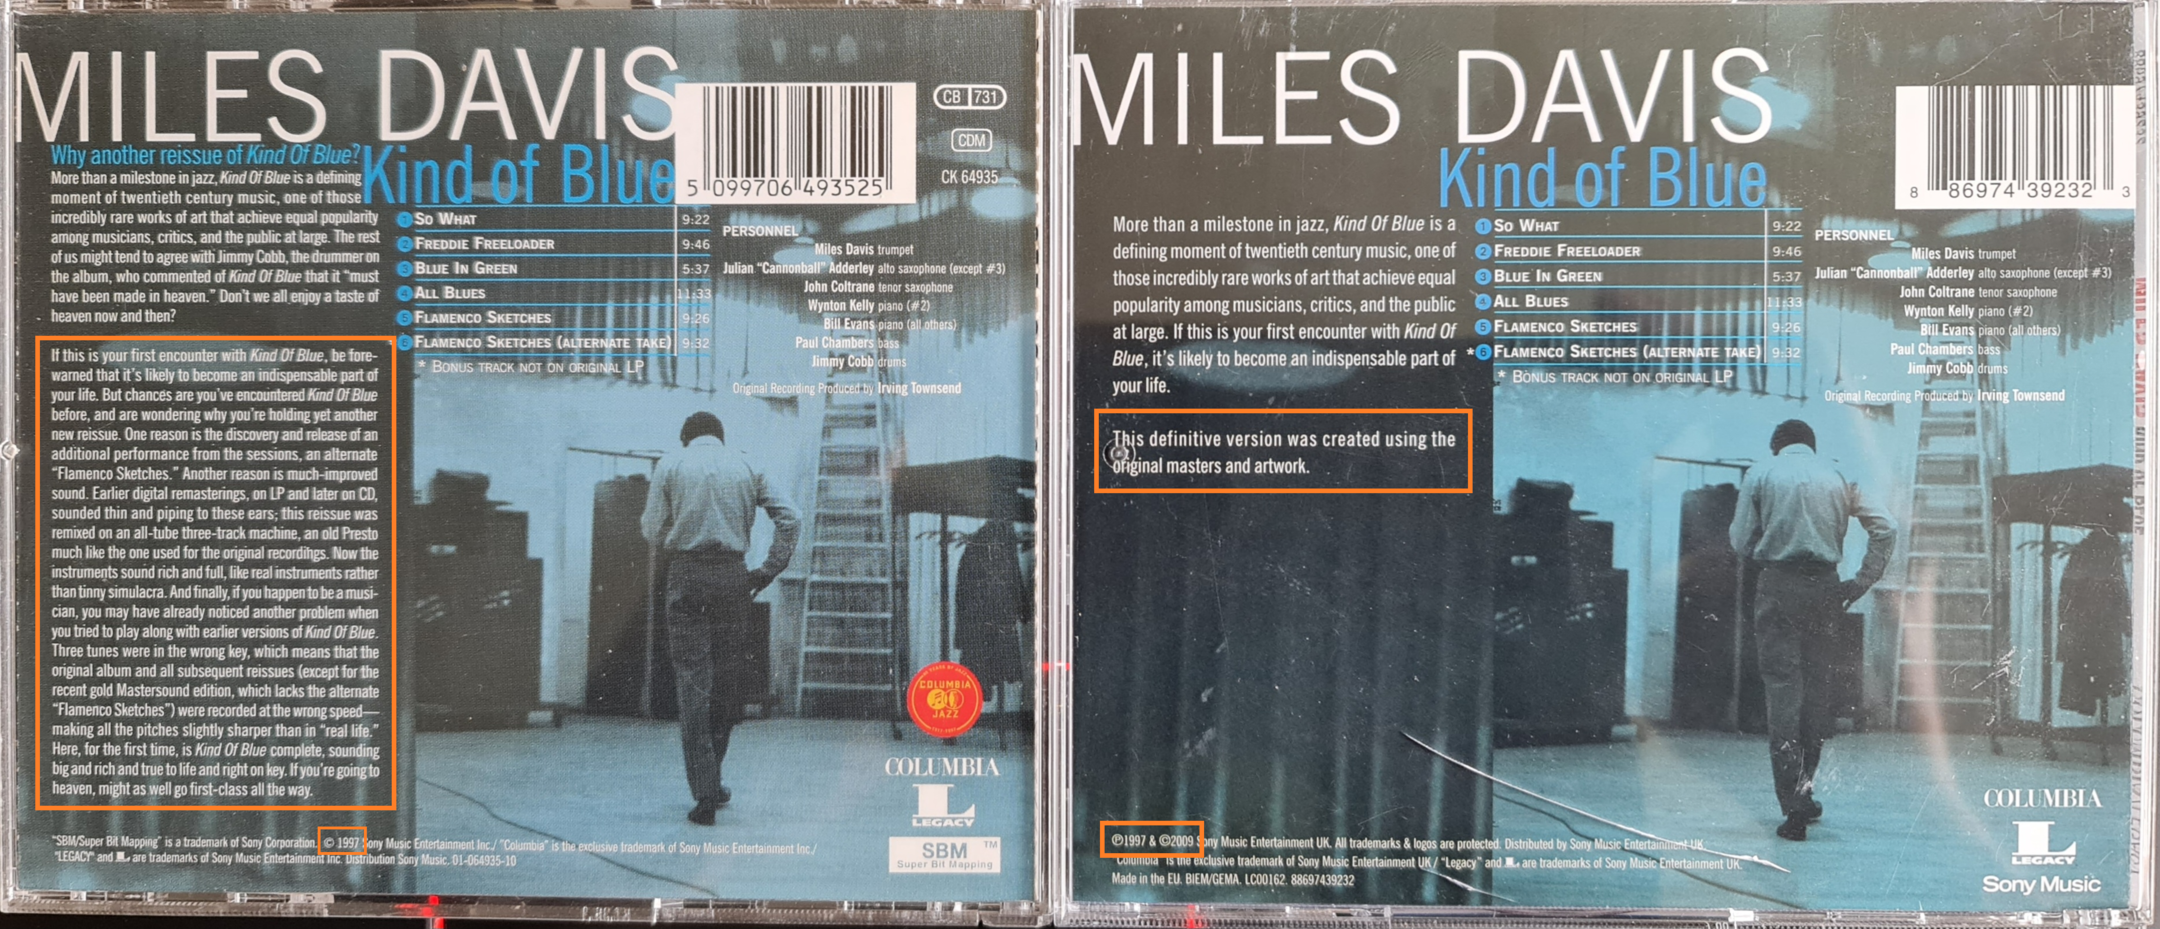 MILES DAVIS
Kind of Blue
Why another reissue of Kind Of Blue?
More than a milestone in jazz, Kind Of Blue is a defining
moment of twentieth century music, one of those
incredibly rare works of art that achieve equal popularity
among musicians, critics, and the public at large. The rest
of us might tend to agree with Jimmy Cobb, the drummer on
the album, who commented of Kind Of Blue that it "must
have been made in heaven." Don't we all enjoy a taste of
heaven now and then?
If this is your first encounter with Kind Of Blue, be fore-
warned that it's likely to become an indispensable part of
your life. But chances are you've encountered Kind Of Blue
before, and are wondering why you're holding yet another
new reissue. One reason is the discovery and release of an
additional performance from the sessions, an alternate
"Flamenco Sketches." Another reason is much-improved
sound. Earlier digital remasterings, on LP and later on CD,
sounded thin and piping to these ears; this reissue was
remixed on an all-tube three-track machine, an old Presto
much like the one used for the original recordings. Now the
instruments sound rich and full, like real instruments rather
than tinny simulacra. And finally, if you happen to be a musi-
cian, you may have already noticed another problem when
you tried to play along with earlier versions of Kind Of Blue.
Three tunes were in the wrong key, which means that the
original album and all subsequent reissues (except for the
recent gold Mastersound edition, which lacks the alternate
"Flamenco Sketches") were recorded at the wrong speed—
making all the pitches slightly sharper than in "real life."
Here, for the first time, is Kind Of Blue complete, sounding
big and rich and true to life and right on key. If you're going to
heaven, might as well go first-class all the way.
1 SO WHAT 9:22
2 FREDDIE FREELOADER 9:46
3 BLUE IN GREEN 5:37
4 ALL BLUES 11:33
5 FLAMENCO SKETCHES 9:26
6 FLAMENCO SKETCHES (ALTERNATE TAKE) 9:32
* BONUS TRACK NOT ON ORIGINAL LP
5 099706 493525
CB 731
CDM
CK 64935
PERSONNEL
Miles Davis trumpet
Julian "Cannonball" Adderley alto saxophone (except #3)
John Coltrane tenor saxophone
Wynton Kelly piano (#2)
Bill Evans piano (all others)
Paul Chambers bass
Jimmy Cobb drums
Original Recording Produced by Irving Townsend
COLUMBIA
JAZZ
COLUMBIA
L
LEGACY
SBM TM
Super Bit Mapping
"SBM/Super Bit Mapping" is a trademark of Sony Corporation. © 1997 Sony Music Entertainment Inc./ "Columbia" is the exclusive trademark of Sony Music Entertainment Inc./
"LEGACY" and L are trademarks of Sony Music Entertainment Inc. Distribution Sony Music. 01-064935-10
MILES DAVIS
Kind of Blue
More than a milestone in jazz, Kind Of Blue is a
defining moment of twentieth century music, one of
those incredibly rare works of art that achieve equal
popularity among musicians, critics, and the public
at large. If this is your first encounter with Kind Of
Blue, it's likely to become an indispensable part of
your life.
This definitive version was created using the
original masters and artwork.
1 SO WHAT 9:22
2 FREDDIE FREELOADER 9:46
3 BLUE IN GREEN 5:37
4 ALL BLUES 11:33
5 FLAMENCO SKETCHES 9:26
* 6 FLAMENCO SKETCHES (ALTERNATE TAKE) 9:32
* BONUS TRACK NOT ON ORIGINAL LP
8 86974 39232 3
PERSONNEL
Miles Davis trumpet
Julian "Cannonball" Adderley alto saxophone (except #3)
John Coltrane tenor saxophone
Wynton Kelly piano (#2)
Bill Evans piano (all others)
Paul Chambers bass
Jimmy Cobb drums
Original Recording Produced by Irving Townsend
COLUMBIA
L
LEGACY
Sony Music
℗1997 & ©2009 Sony Music Entertainment UK. All trademarks & logos are protected. Distributed by Sony Music Entertainment UK.
"Columbia" is the exclusive trademark of Sony Music Entertainment UK / "Legacy" and L are trademarks of Sony Music Entertainment UK.
Made in the EU. BIEM/GEMA. LC00162. 88697439232